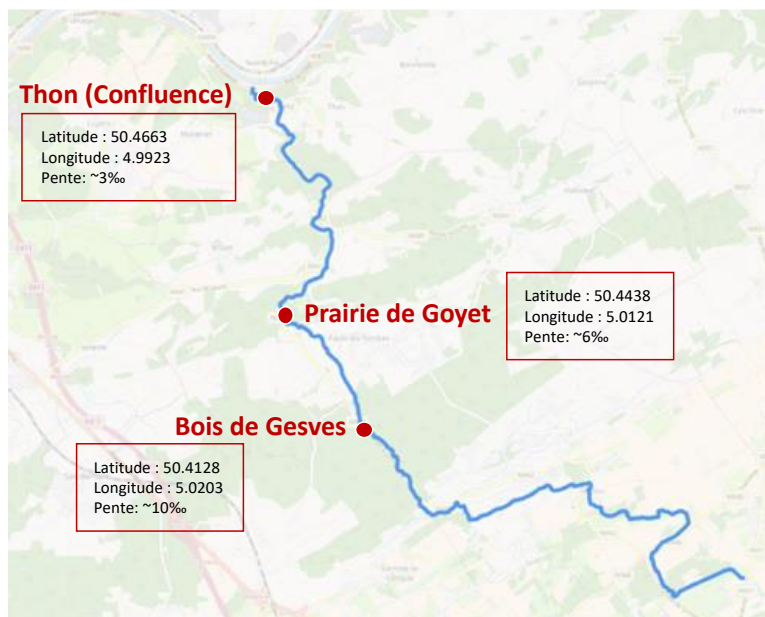 Thon (Confluence)
Latitude : 50.4663
Longitude : 4.9923
Pente: ~3‰
Prairie de Goyet
Latitude : 50.4438
Longitude : 5.0121
Pente: ~6‰
Bois de Gesves
Latitude : 50.4128
Longitude : 5.0203
Pente: ~10‰